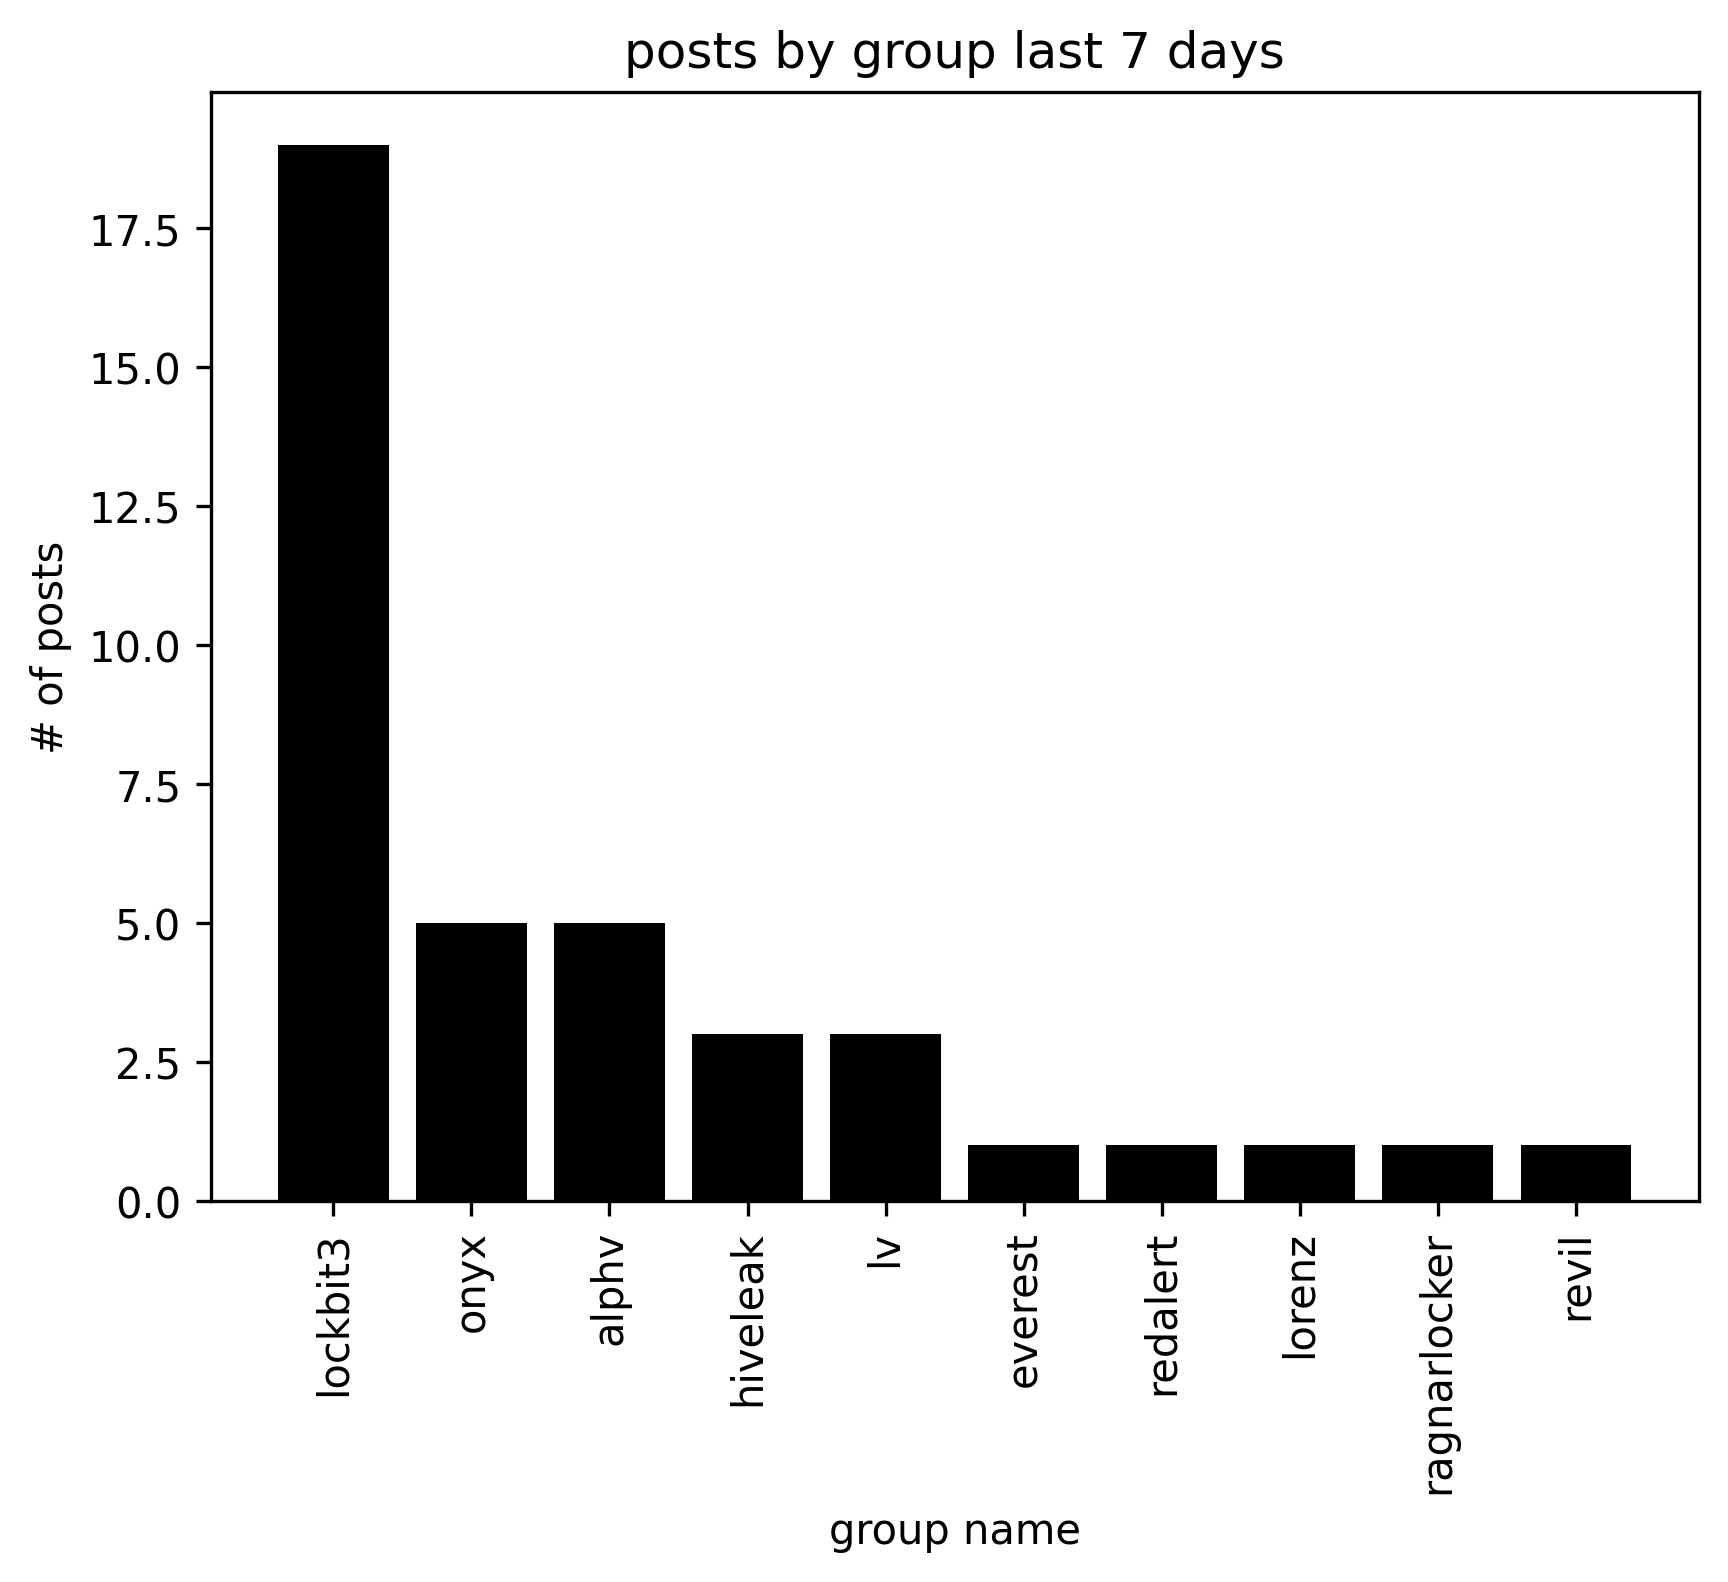 posts by group last 7 days
# of posts
17.5
15.0
12.5
10.0
7.5
5.0
2.5
0.0
lockbit3
onyx
alphv
hiveleak
lv
everest
redalert
lorenz
ragnarlocker
revil
group name